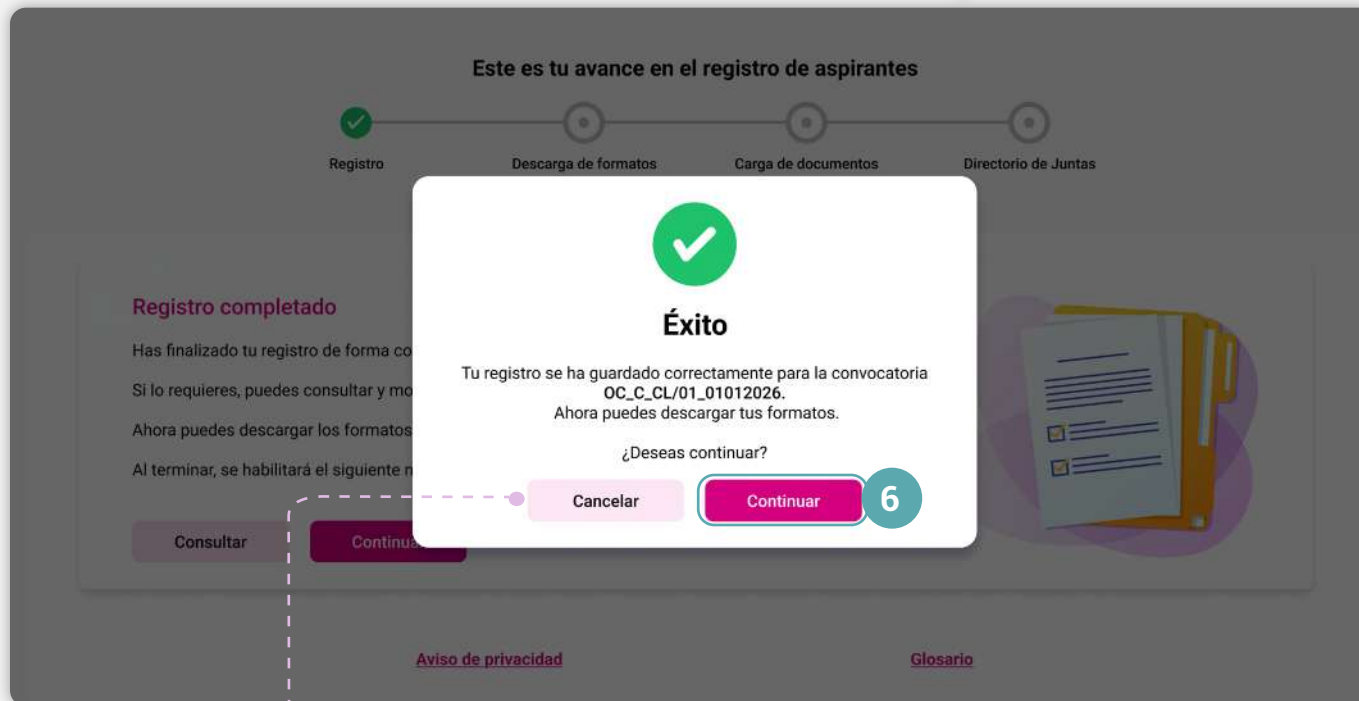 Este es tu avance en el registro de aspirantes
Registro
Descarga de formatos
Carga de documentos
Directorio de Juntas
Registro completado
Has finalizado tu registro de forma
Si lo requieres, puedes consultar y
Ahora puedes descargar los formatos
Al terminar, se habilitará el siguiente
Consultar
Éxito
Tu registro se ha guardado correctamente para la convocatoria
OC_C_CL/01_01012026.
Ahora puedes descargar tus formatos.
¿Deseas continuar?
Cancelar
Continuar
6
Aviso de privacidad
Glosario